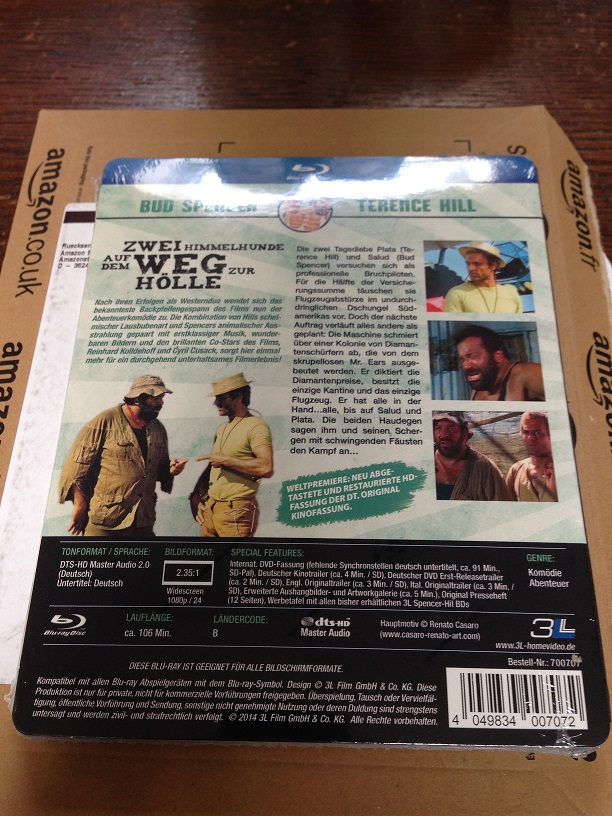 amazon.co.uk
amazon.fr
amazon
amazon
Ruecksen
Amazon
Amazonst
D - 3624
Blu-ray Disc
BUD SPENCER
TERENCE HILL
ZWEI HIMMELHUNDE
AUF DEM WEG ZUR
HÖLLE
Nach ihren Erfolgen als Westernduo wendet sich das
bekannteste Backpfeifengespann des Films nun der
Abenteuerkomödie zu. Die Kombination von Hills schel-
mischer Lausbubenart und Spencers animalischer Aus-
strahlung gepaart mit erstklassiger Musik, wunder-
baren Bildern und den brillanten Co-Stars des Films,
Reinhard Kolldehoff und Cyril Cusack, sorgt hier einmal
mehr für ein durchgehend unterhaltsames Filmerlebnis!
Die zwei Tagediebe Plata (Te-
rence Hill) und Salud (Bud
Spencer) versuchen sich als
professionelle Bruchpiloten.
Für die Hälfte der Versiche-
rungssumme täuschen sie
Flugzeugabstürze im undurch-
dringlichen Dschungel Süd-
amerikas vor. Doch der nächste
Auftrag verläuft alles andere als
geplant: Die Maschine schmiert
über einer Kolonie von Diaman-
tenschürfern ab, die von dem
skrupellosen Mr. Ears ausge-
beutet werden. Er diktiert die
Diamantenpreise, besitzt die
einzige Kantine und das einzige
Flugzeug. Er hat alle in der
Hand...alle, bis auf Salud und
Plata. Die beiden Haudegen
sagen ihm und seinen Scher-
gen mit schwingenden Fäusten
den Kampf an...
WELTPREMIERE: NEU ABGE-
TASTETE UND RESTAURIERTE HD-
FASSUNG DER DT. ORIGINAL
KINOFASSUNG.
TONFORMAT / SPRACHE:
DTS-HD Master Audio 2.0
(Deutsch)
Untertitel: Deutsch
BILDFORMAT:
2.35:1
Widescreen
1080p / 24
SPECIAL FEATURES:
Internat. DVD-Fassung (fehlende Synchronstellen deutsch untertitelt, ca. 91 Min.,
SD-Pal), Deutscher Kinotrailer (ca. 4 Min. / SD), Deutscher DVD Erst-Releasetrailer
(ca. 2 Min. / SD), Engl. Originaltrailer (ca. 3 Min. / SD), Ital. Originaltrailer (ca. 3 Min. /
SD), Erweiterte Aushangbilder- und Artworkgalerie (ca. 5 Min.), Original Presseheft
(12 Seiten), Werbetafel mit allen bisher erhältlichen 3L Spencer-Hill BDs
GENRE:
Komödie
Abenteuer
Blu-ray Disc
LAUFLÄNGE:
ca. 106 Min.
LÄNDERCODE:
B
dts-HD
Master Audio
Hauptmotiv © Renato Casaro
(www.casaro-renato-art.com)
3L
www.3L-homevideo.de
DIESE BLU-RAY IST GEEIGNET FÜR ALLE BILDSCHIRMFORMATE.
Bestell-Nr.: 700707
Kompatibel mit allen Blu-ray Abspielgeräten mit dem Blu-ray-Symbol. Design © 3L Film GmbH & Co. KG. Diese
Produktion ist nur für private, nicht für kommerzielle Vorführungen freigegeben. Überspielung, Tausch oder Vervielfäl-
tigung, öffentliche Vorführung und Sendung, sonstige nicht genehmigte Nutzung oder deren Duldung sind strengstens
untersagt und werden zivil- und strafrechtlich verfolgt. © 2014 3L Film GmbH & Co. KG. Alle Rechte vorbehalten.
4 049834 007072